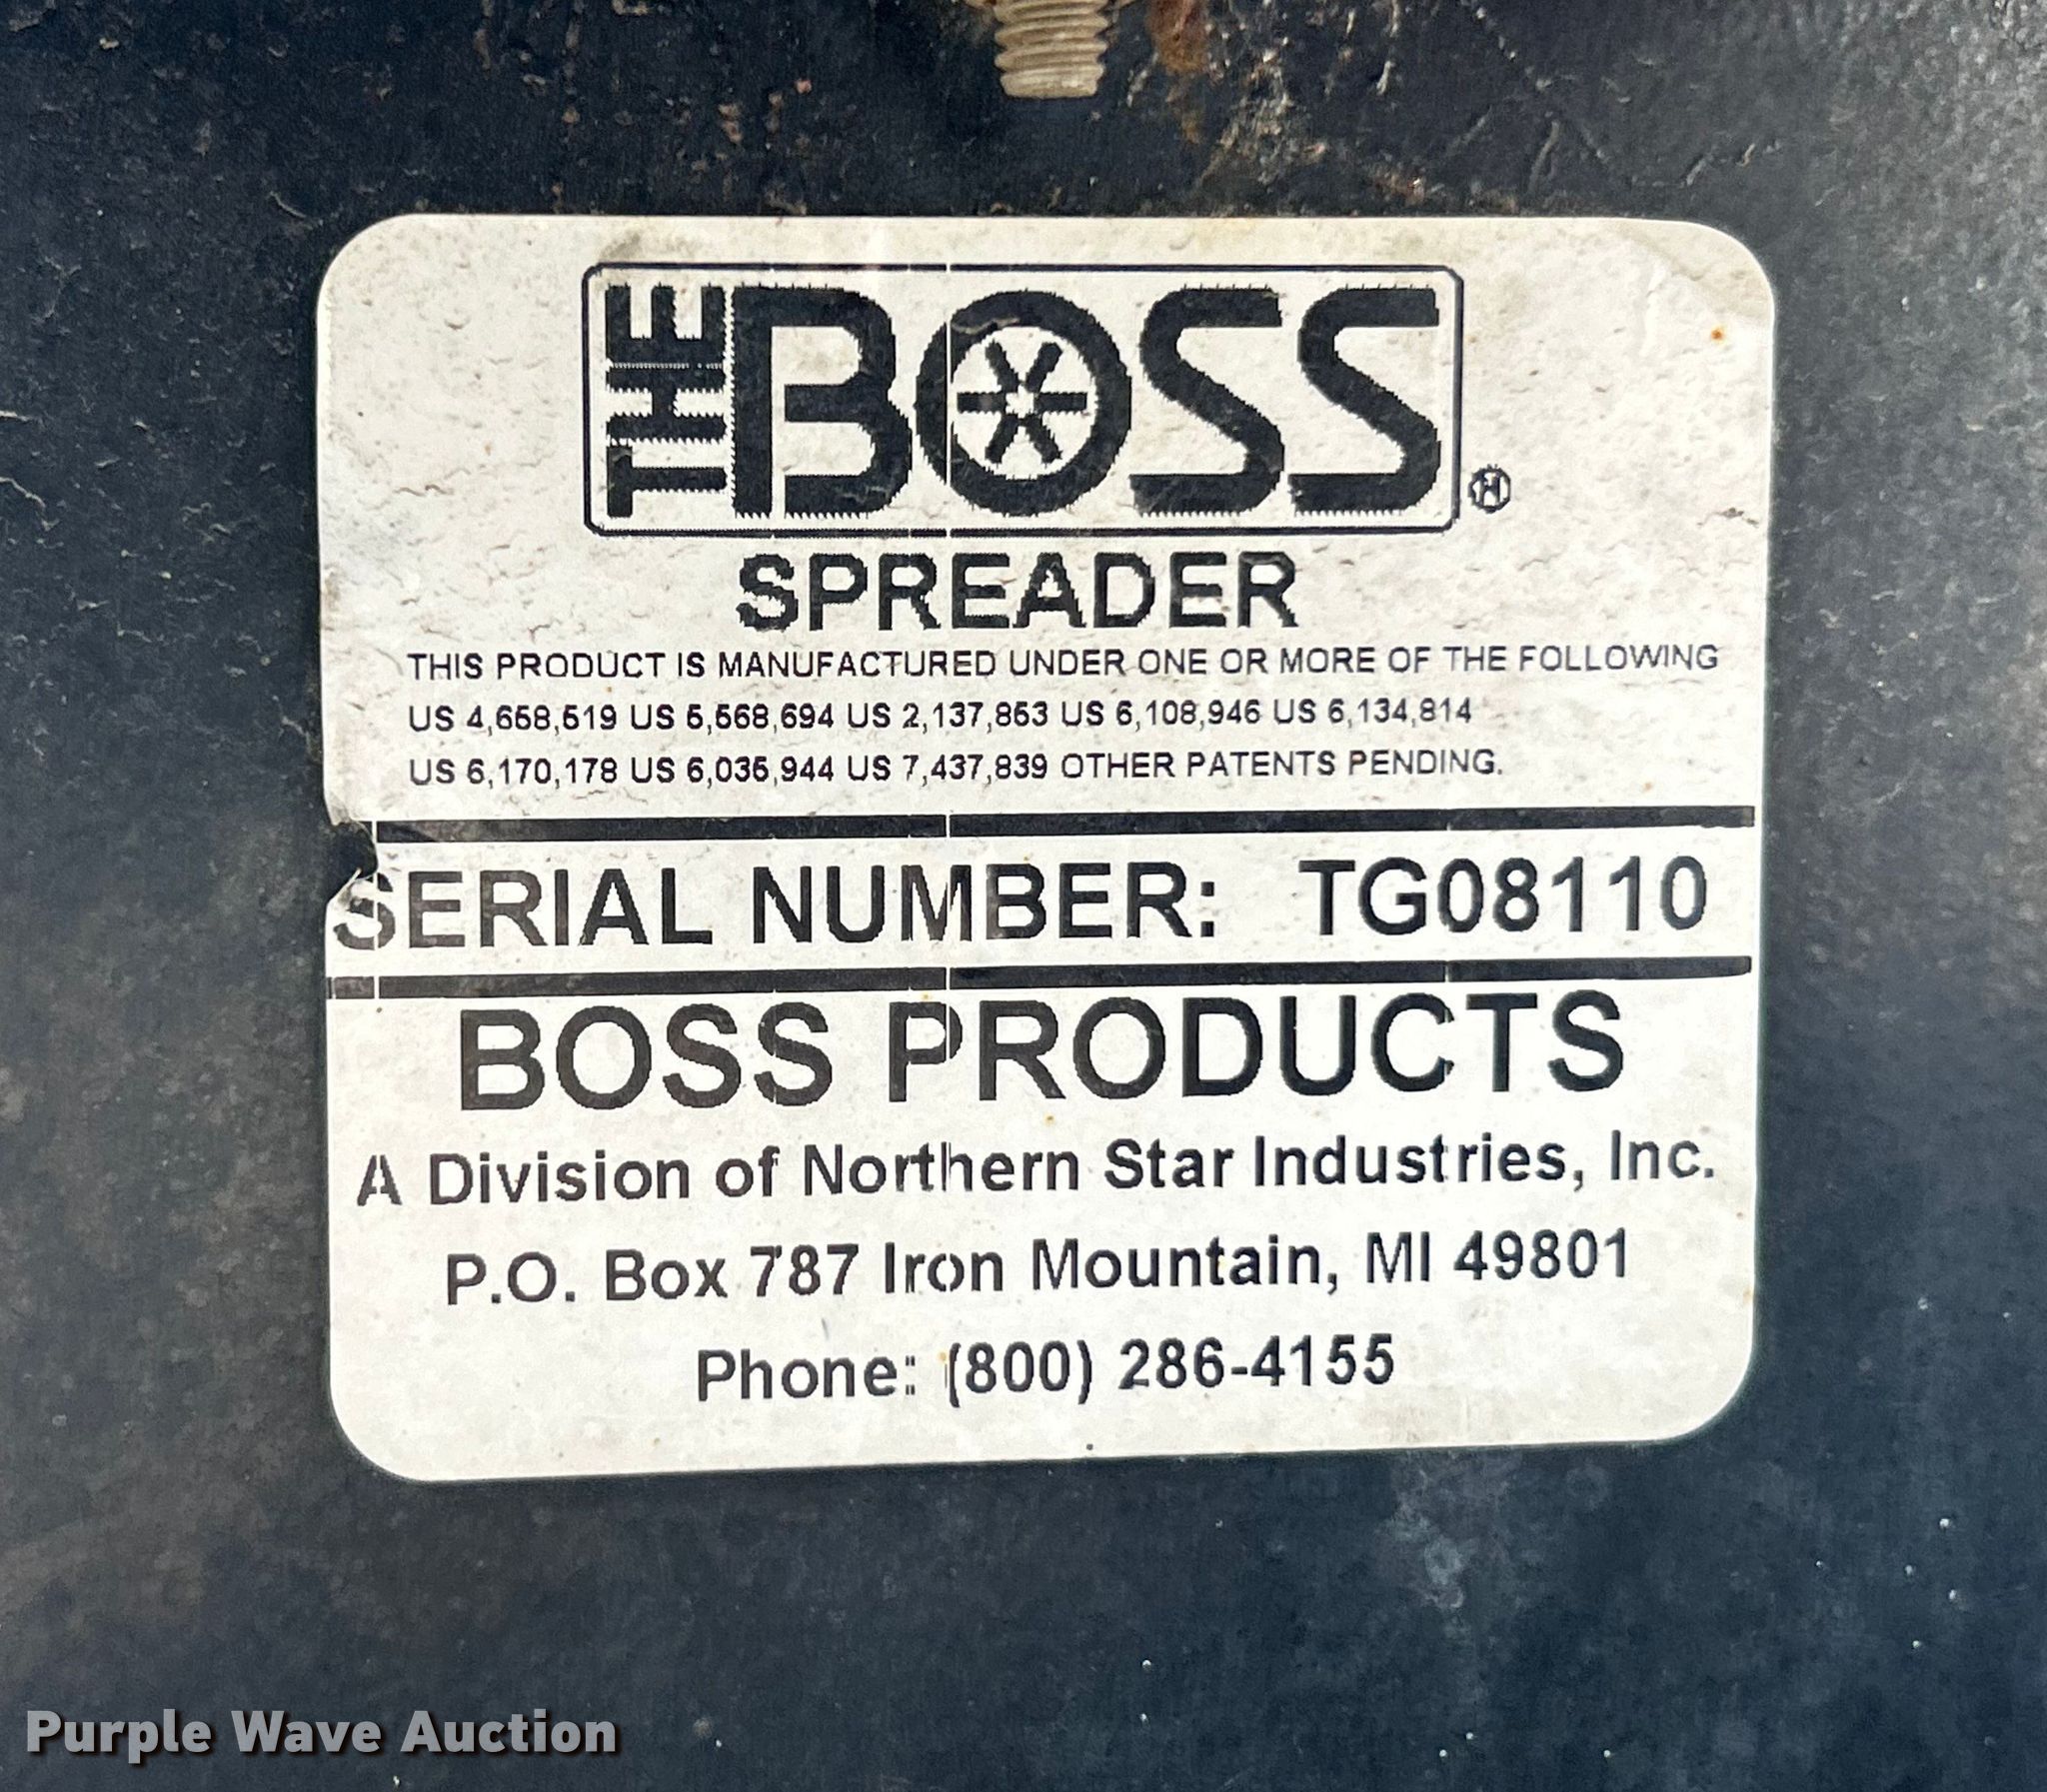 THE BOSS®
SPREADER
THIS PRODUCT IS MANUFACTURED UNDER ONE OR MORE OF THE FOLLOWING
US 4,658,519 US 5,568,694 US 2,137,853 US 6,108,946 US 6,134,814
US 6,170,178 US 6,035,944 US 7,437,839 OTHER PATENTS PENDING.
SERIAL NUMBER: TG08110
BOSS PRODUCTS
A Division of Northern Star Industries, Inc.
P.O. Box 787 Iron Mountain, MI 49801
Phone: (800) 286-4155
Purple Wave Auction